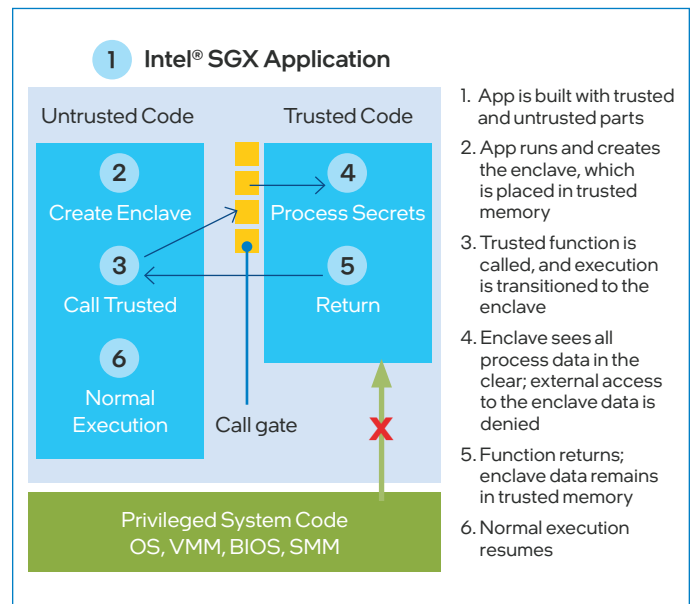 1 Intel® SGX Application
Untrusted Code
2
Create Enclave
3
Call Trusted
6
Normal
Execution
Call gate
Trusted Code
4
Process Secrets
5
Return
X
Privileged System Code
OS, VMM, BIOS, SMM
1. App is built with trusted
and untrusted parts
2. App runs and creates
the enclave, which
is placed in trusted
memory
3. Trusted function is
called, and execution
is transitioned to the
enclave
4. Enclave sees all
process data in the
clear; external access
to the enclave data is
denied
5. Function returns;
enclave data remains
in trusted memory
6. Normal execution
resumes